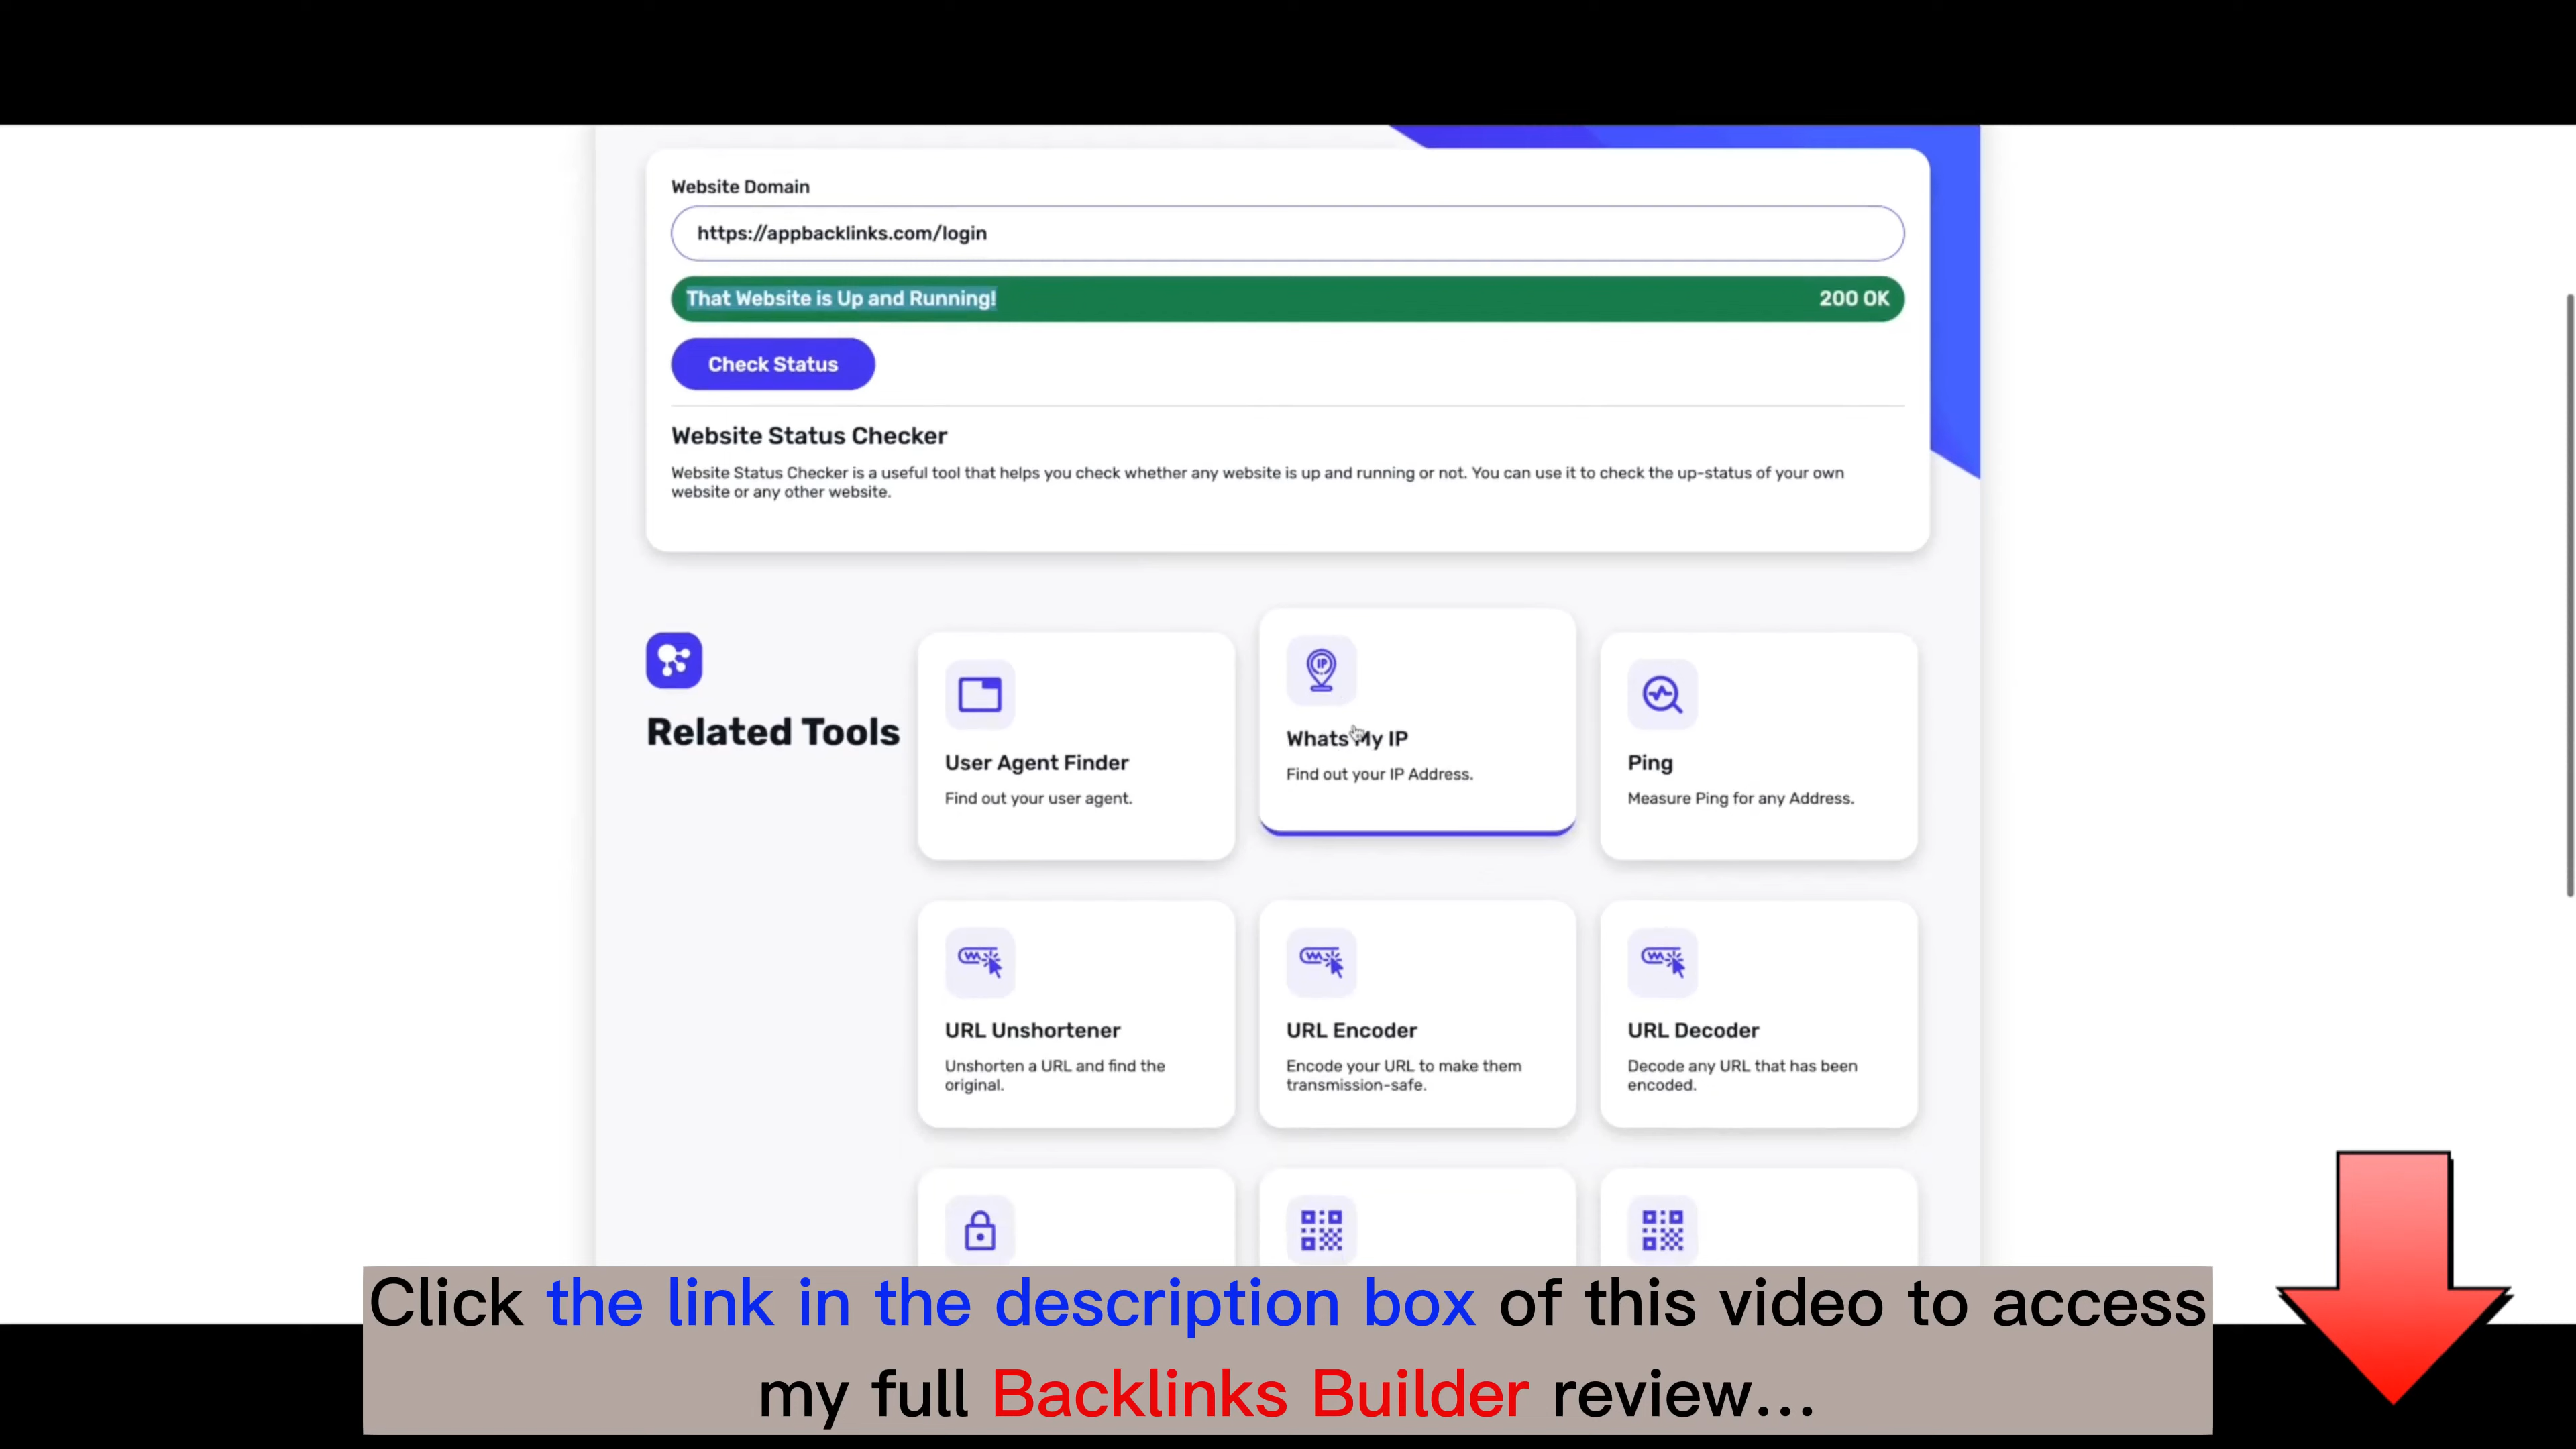 Website Domain
https://appbacklinks.com/login
That Website is Up and Running!
200 OK
Check Status
Website Status Checker
Website Status Checker is a useful tool that helps you check whether any website is up and running or not. You can use it to check the up-status of your own
website or any other website.
Related Tools
User Agent Finder
Find out your user agent.
IP
Whats My IP
Find out your IP Address.
Ping
Measure Ping for any Address.
URL Unshortener
Unshorten a URL and find the
original.
URL Encoder
Encode your URL to make them
transmission-safe.
URL Decoder
Decode any URL that has been
encoded.
Click the link in the description box of this video to access
my full Backlinks Builder review...